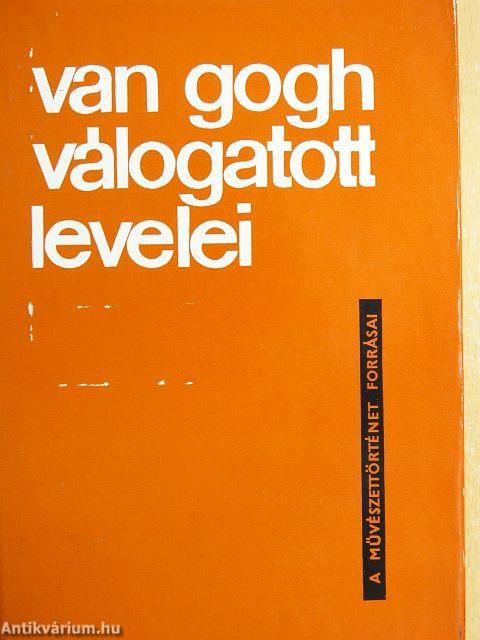 van gogh
válogatott
levelei
A MŰVÉSZETTÖRTÉNET FORRÁSAI
Antikvárium.hu